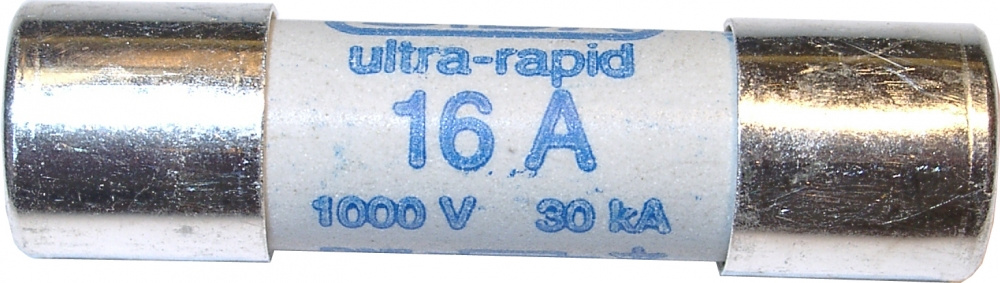 ultra-rapid
16 A
1000 V 30 kA